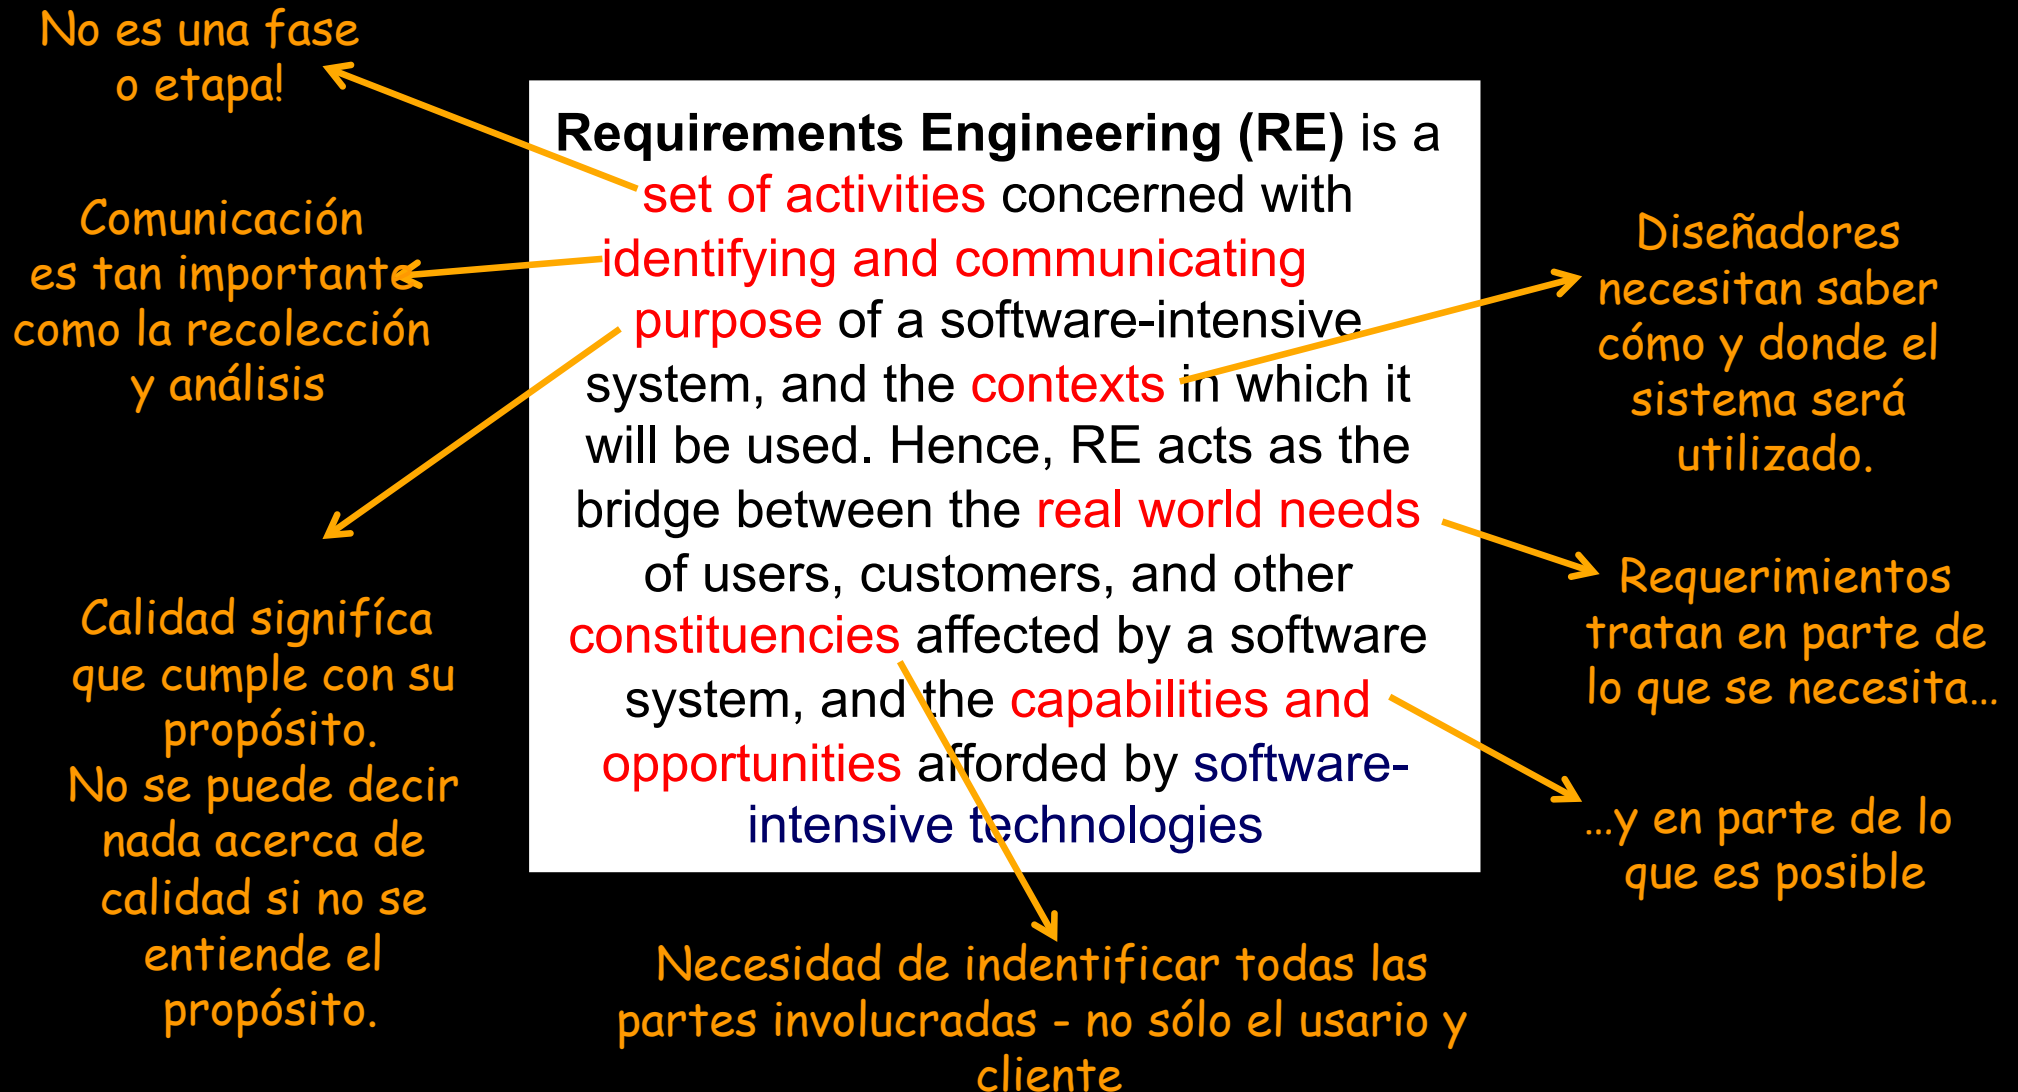 No es una fase
o etapa!
Comunicación
es tan importante
como la recolección
y análisis
Calidad signifíca
que cumple con su
propósito.
No se puede decir
nada acerca de
calidad si no se
entiende el
propósito.
Requirements Engineering (RE) is a
set of activities concerned with
identifying and communicating
purpose of a software-intensive
system, and the contexts in which it
will be used. Hence, RE acts as the
bridge between the real world needs
of users, customers, and other
constituencies affected by a software
system, and the capabilities and
opportunities afforded by software-
intensive technologies
Diseñadores
necesitan saber
cómo y donde el
sistema será
utilizado.
Requerimientos
tratan en parte de
lo que se necesita…
…y en parte de lo
que es posible
Necesidad de indentificar todas las
partes involucradas - no sólo el usario y
cliente